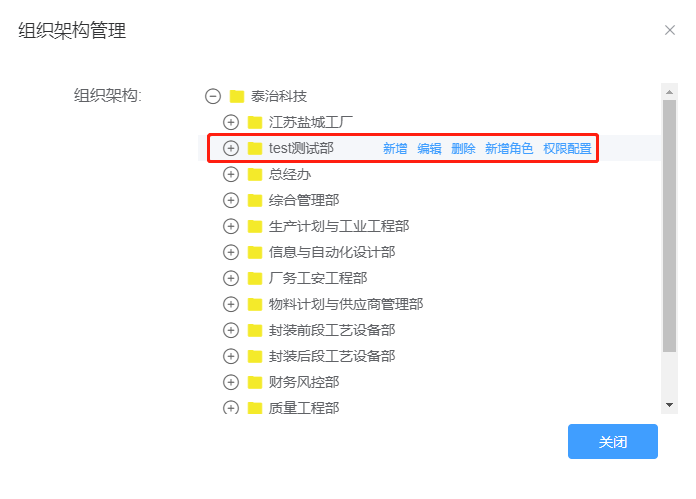 组织架构管理
组织架构:
泰治科技
江苏盐城工厂
test测试部 新增 编辑 删除 新增角色 权限配置
总经办
综合管理部
生产计划与工业工程部
信息与自动化设计部
厂务工安工程部
物料计划与供应商管理部
封装前段工艺设备部
封装后段工艺设备部
财务风控部
质量工程部
关闭